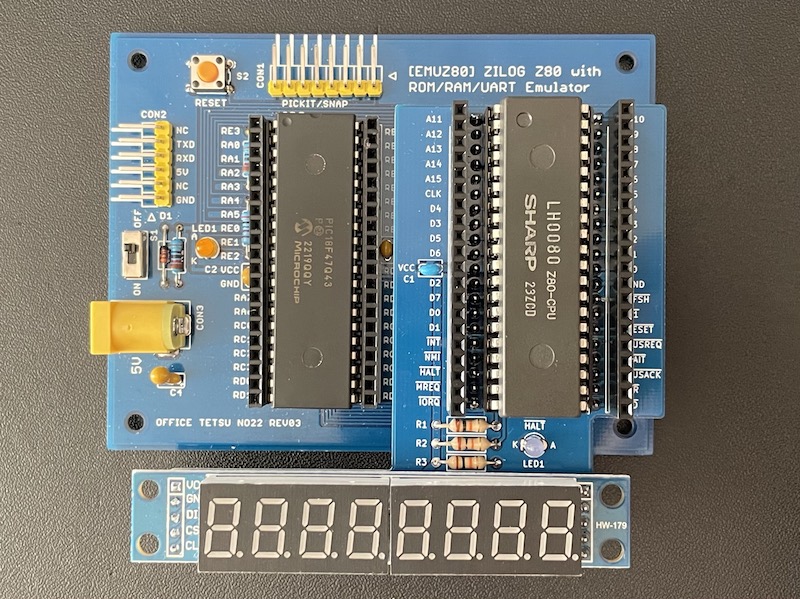 [EMUZ80] ZILOG Z80 with
ROM/RAM/UART Emulator
S2
RESET
CON1
PICKIT/SNAP
CON2
NC
TXD
RXD
5V
NC
GND
D1
OFF
ON
LED1
A
K
C2
VCC
GND
CON3
5V
C4
RE3
RA0
RA1
RA2
RA3
RA4
RA5
RE0
RE1
RE2
PIC18F47Q43
2219QQY
MICROCHIP
OFFICE TETSU NO22 REV03
A11
A12
A13
A14
A15
CLK
D4
D3
D5
D6
VCC
C1
D2
D7
D0
D1
INT
NMI
HALT
MREQ
IORQ
LH0080 Z80-CPU
SHARP 23Z0D
R1
R2
R3
HALT
K
A
LED1
HW-179